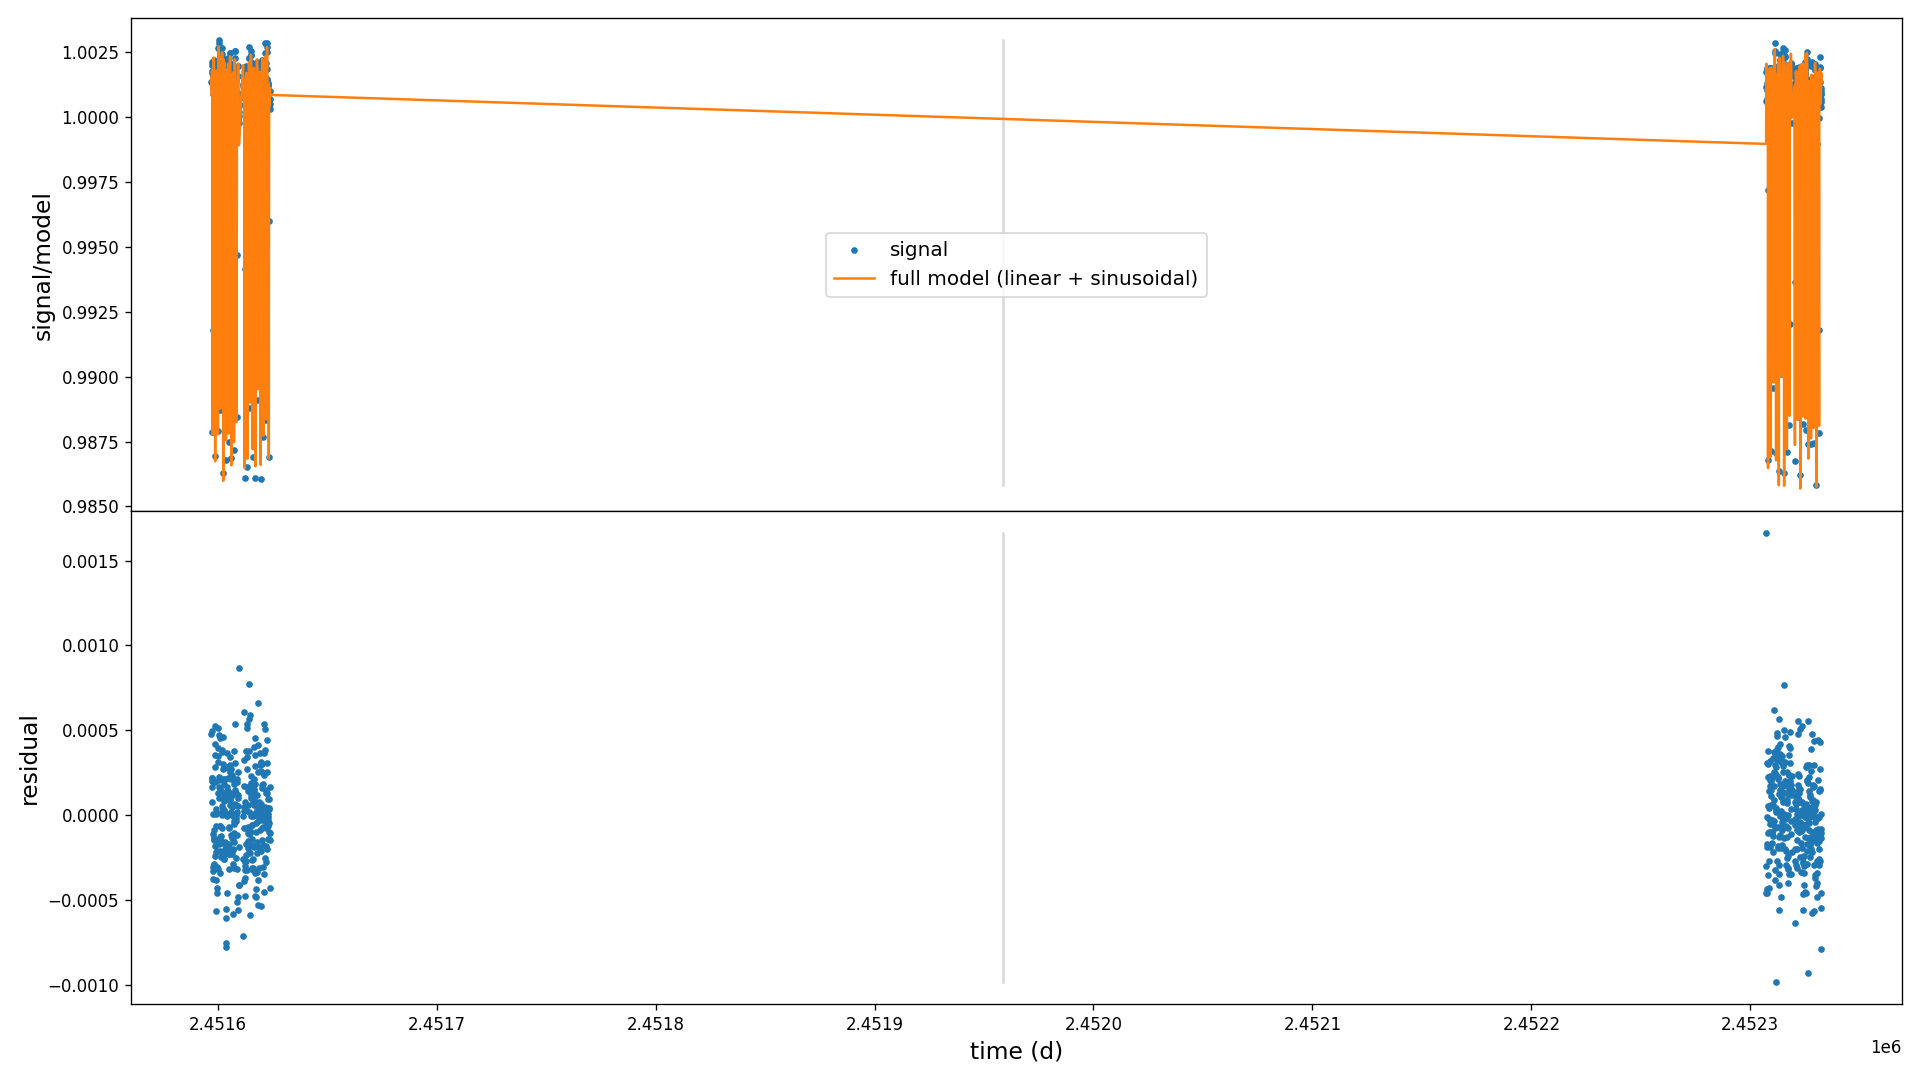 1.0025
1.0000
0.9975
0.9950
0.9925
0.9900
0.9875
0.9850
signal/model
signal
full model (linear + sinusoidal)
0.0015
0.0010
0.0005
0.0000
−0.0005
−0.0010
residual
2.4516 2.4517 2.4518 2.4519 2.4520 2.4521 2.4522 2.4523
1e6
time (d)